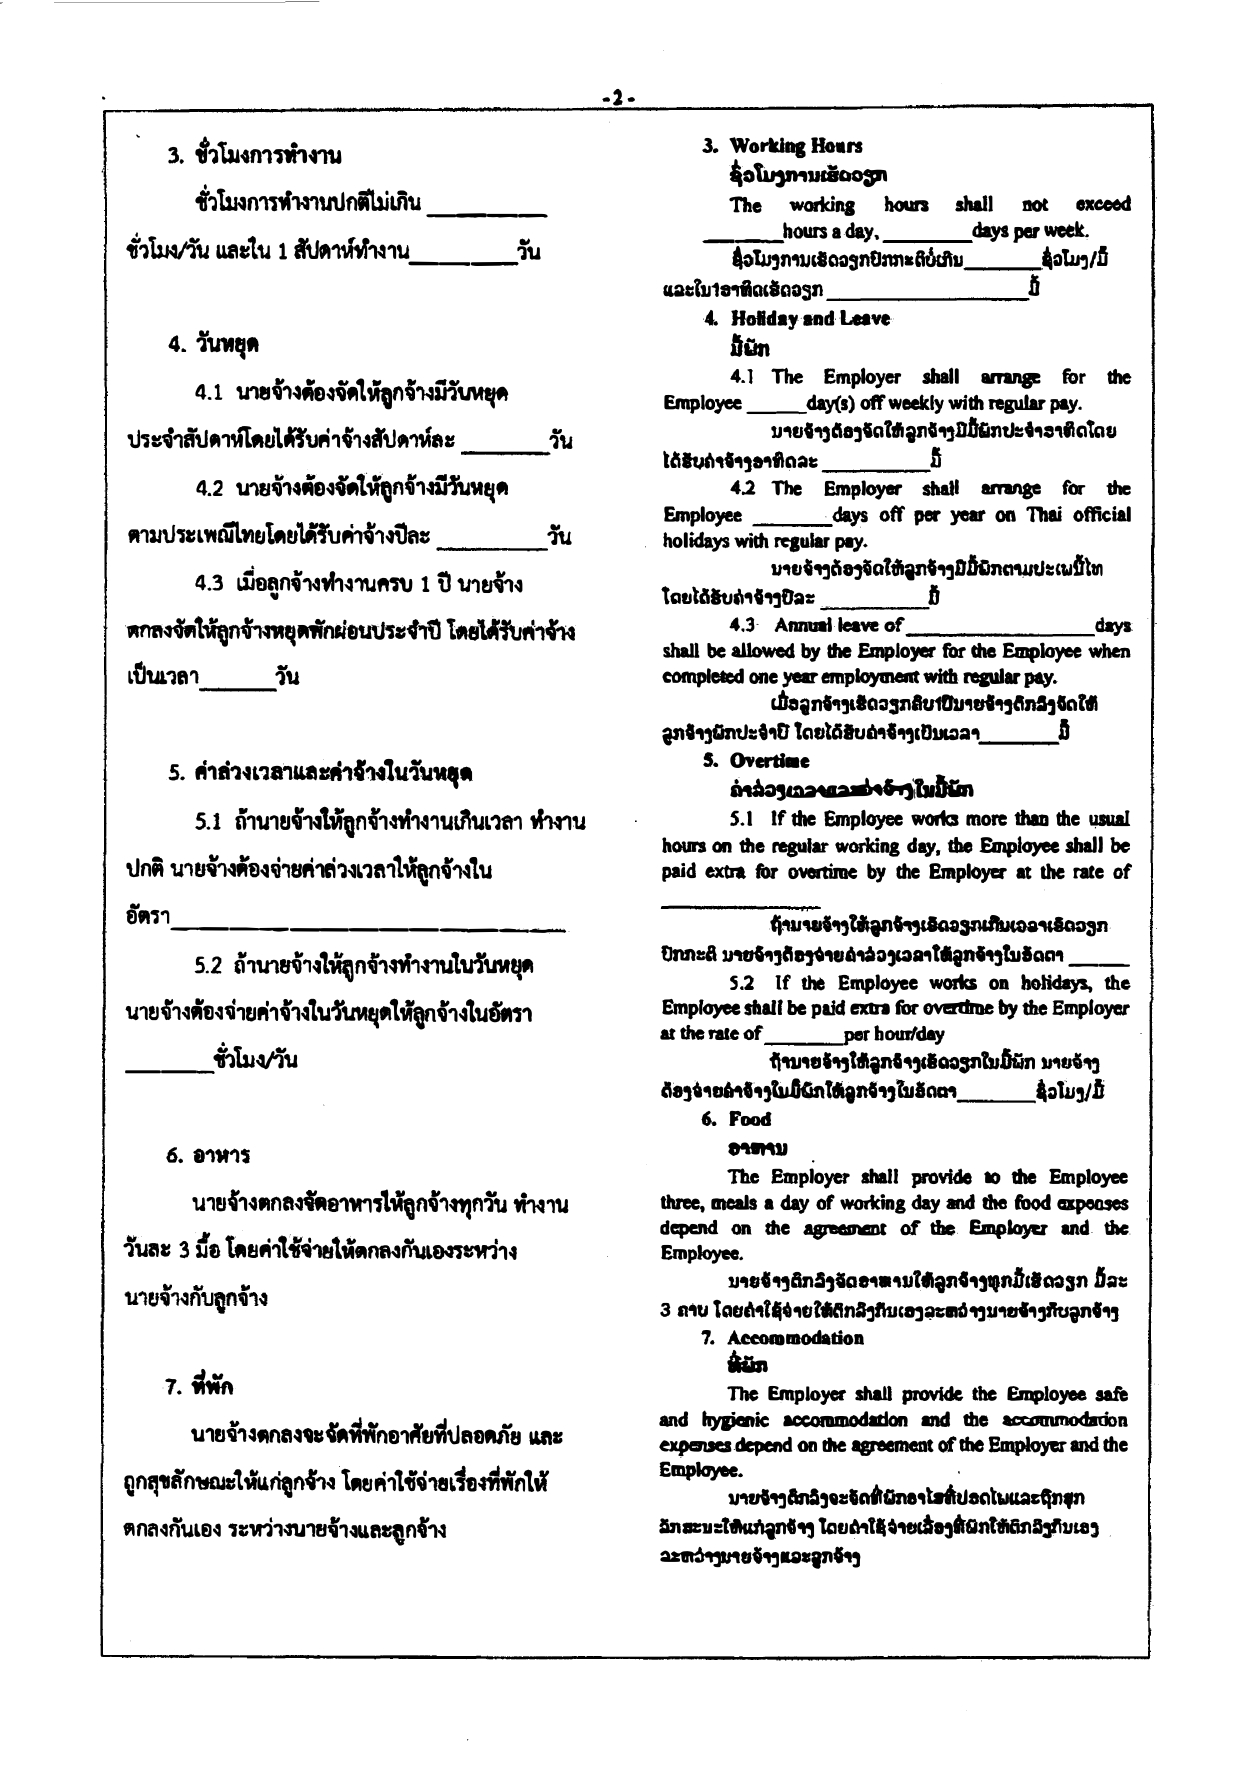 -2-
3. ชั่วโมงการทำงาน
ชั่วโมงการทำงานปกติไม่เกิน ________
ชั่วโมง/วัน และใน 1 สัปดาห์ทำงาน________วัน
4. วันหยุด
4.1 นายจ้างต้องจัดให้ลูกจ้างมีวันหยุด
ประจำสัปดาห์โดยได้รับค่าจ้างสัปดาห์ละ ________วัน
4.2 นายจ้างต้องจัดให้ลูกจ้างมีวันหยุด
ตามประเพณีไทยโดยได้รับค่าจ้างปีละ ________วัน
4.3 เมื่อลูกจ้างทำงานครบ 1 ปี นายจ้าง
ตกลงจัดให้ลูกจ้างหยุดพักผ่อนประจำปี โดยได้รับค่าจ้าง
เป็นเวลา______วัน
5. ค่าล่วงเวลาและค่าจ้างในวันหยุด
5.1 ถ้านายจ้างให้ลูกจ้างทำงานเกินเวลา ทำงาน
ปกติ นายจ้างต้องจ่ายค่าล่วงเวลาให้ลูกจ้างใน
อัตรา____________________________
5.2 ถ้านายจ้างให้ลูกจ้างทำงานในวันหยุด
นายจ้างต้องจ่ายค่าจ้างในวันหยุดให้ลูกจ้างในอัตรา
_______ชั่วโมง/วัน
6. อาหาร
นายจ้างตกลงจัดอาหารให้ลูกจ้างทุกวัน ทำงาน
วันละ 3 มื้อ โดยค่าใช้จ่ายให้ตกลงกันเองระหว่าง
นายจ้างกับลูกจ้าง
7. ที่พัก
นายจ้างตกลงจะจัดที่พักอาศัยที่ปลอดภัย และ
ถูกสุขลักษณะให้แก่ลูกจ้าง โดยค่าใช้จ่ายเรื่องที่พักให้
ตกลงกันเอง ระหว่างนายจ้างและลูกจ้าง
3. Working Hours
ຊົ່ວໂມງການເຮັດວຽກ
The working hours shall not exceed
______hours a day, _______days per week.
ຊົ່ວໂມງການເຮັດວຽກປົກກະຕິບໍ່ເກີນ______ຊົ່ວໂມງ/ມື້
ແລະໃນ1ອາທິດເຮັດວຽກ ________________ມື້
4. Holiday and Leave
ມື້ພັກ
4.1 The Employer shall arrange for the
Employee _____day(s) off weekly with regular pay.
ນາຍຈ້າງຕ້ອງຈັດໃຫ້ລູກຈ້າງມີມື້ພັກປະຈຳອາທິດໂດຍ
ໄດ້ຮັບຄ່າຈ້າງອາທິດລະ _________ມື້
4.2 The Employer shall arrange for the
Employee ______days off per year on Thai official
holidays with regular pay.
ນາຍຈ້າງຕ້ອງຈັດໃຫ້ລູກຈ້າງມີມື້ພັກຕາມປະເພນີໄທ
ໂດຍໄດ້ຮັບຄ່າຈ້າງປີລະ _________ມື້
4.3 Annual leave of _______________days
shall be allowed by the Employer for the Employee when
completed one year employment with regular pay.
ເມື່ອລູກຈ້າງເຮັດວຽກຄົບ1ປີນາຍຈ້າງຕົກລົງຈັດໃຫ້
ລູກຈ້າງພັກປະຈຳປີ ໂດຍໄດ້ຮັບຄ່າຈ້າງເປັນເວລາ______ມື້
5. Overtime
ຄ່າລ່ວງເວລາແລະຄ່າຈ້າງໃນມື້ພັກ
5.1 If the Employee works more than the usual
hours on the regular working day, the Employee shall be
paid extra for overtime by the Employer at the rate of
_____________
ຖ້ານາຍຈ້າງໃຫ້ລູກຈ້າງເຮັດວຽກເກີນເວລາເຮັດວຽກ
ປົກກະຕິ ນາຍຈ້າງຕ້ອງຈ່າຍຄ່າລ່ວງເວລາໃຫ້ລູກຈ້າງໃນອັດຕາ _____
5.2 If the Employee works on holidays, the
Employee shall be paid extra for overtime by the Employer
at the rate of ______per hour/day
ຖ້ານາຍຈ້າງໃຫ້ລູກຈ້າງເຮັດວຽກໃນມື້ພັກ ນາຍຈ້າງ
ຕ້ອງຈ່າຍຄ່າຈ້າງໃນມື້ພັກໃຫ້ລູກຈ້າງໃນອັດຕາ______ຊົ່ວໂມງ/ມື້
6. Food
ອາຫານ
The Employer shall provide to the Employee
three, meals a day of working day and the food expenses
depend on the agreement of the Employer and the
Employee.
ນາຍຈ້າງຕົກລົງຈັດອາຫານໃຫ້ລູກຈ້າງທຸກມື້ເຮັດວຽກ ມື້ລະ
3 ຄາບ ໂດຍຄ່າໃຊ້ຈ່າຍໃຫ້ຕົກລົງກັນເອງລະຫວ່າງນາຍຈ້າງກັບລູກຈ້າງ
7. Accommodation
ທີ່ພັກ
The Employer shall provide the Employee safe
and hygienic accommodation and the accommodation
expenses depend on the agreement of the Employer and the
Employee.
ນາຍຈ້າງຕົກລົງຈະຈັດທີ່ພັກອາໄສທີ່ປອດໄພແລະຖືກສຸກ
ລັກສະນະໃຫ້ແກ່ລູກຈ້າງ ໂດຍຄ່າໃຊ້ຈ່າຍເລື່ອງທີ່ພັກໃຫ້ຕົກລົງກັນເອງ
ລະຫວ່າງນາຍຈ້າງແລະລູກຈ້າງ